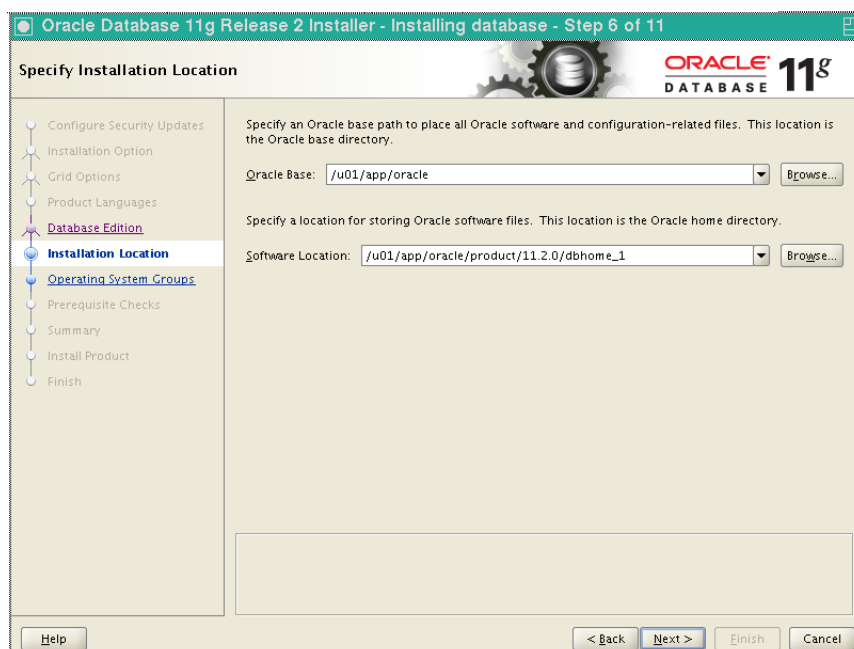 Oracle Database 11g Release 2 Installer - Installing database - Step 6 of 11
Specify Installation Location
ORACLE
DATABASE
11g
Configure Security Updates
Installation Option
Grid Options
Product Languages
Database Edition
Installation Location
Operating System Groups
Prerequisite Checks
Summary
Install Product
Finish
Specify an Oracle base path to place all Oracle software and configuration-related files. This location is
the Oracle base directory.
Oracle Base: /u01/app/oracle Browse...
Specify a location for storing Oracle software files. This location is the Oracle home directory.
Software Location: /u01/app/oracle/product/11.2.0/dbhome_1 Browse...
Help < Back Next > Finish Cancel